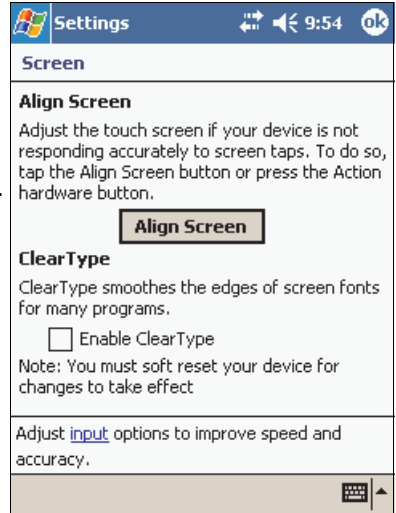 Settings 9:54 ok
Screen
Align Screen
Adjust the touch screen if your device is not
responding accurately to screen taps. To do so,
tap the Align Screen button or press the Action
hardware button.
Align Screen
ClearType
ClearType smoothes the edges of screen fonts
for many programs.
Enable ClearType
Note: You must soft reset your device for
changes to take effect
Adjust input options to improve speed and
accuracy.